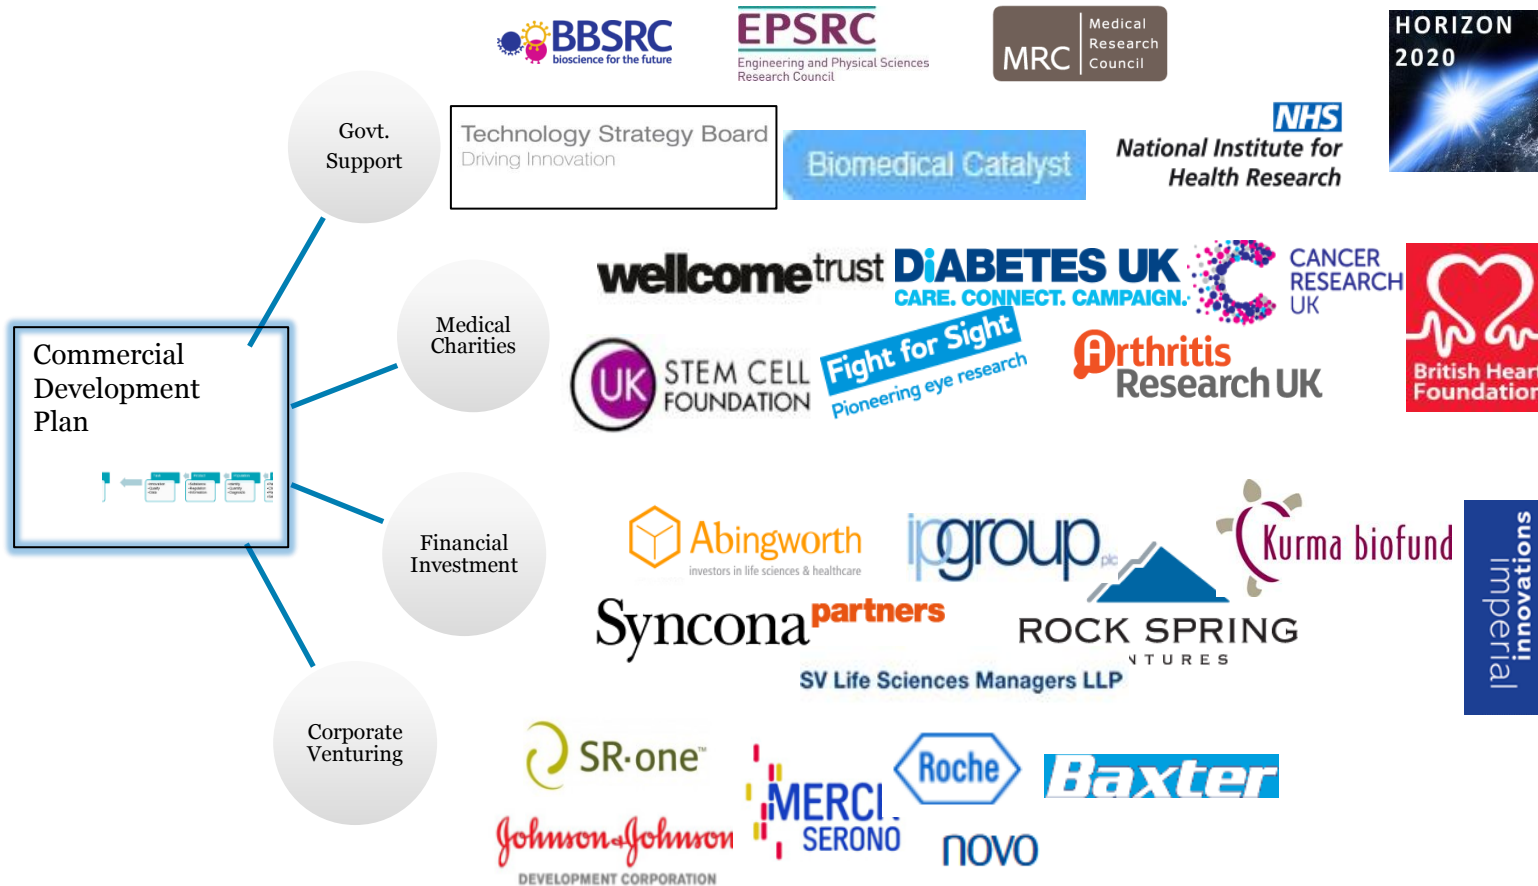 BBSRC
bioscience for the future
EPSRC
Engineering and Physical Sciences
Research Council
MRC
Medical
Research
Council
HORIZON
2020
Govt.
Support
Technology Strategy Board
Driving Innovation
Biomedical Catalyst
NHS
National Institute for
Health Research
Commercial
Development
Plan
Medical
Charities
wellcometrust
DiABETES UK
CARE. CONNECT. CAMPAIGN.
CANCER
RESEARCH
UK
British Heart
Foundation
UK
STEM CELL
FOUNDATION
Fight for Sight
Pioneering eye research
Arthritis
Research UK
Financial
Investment
Abingworth
investors in life sciences & healthcare
ipgroup plc
Kurma biofund
imperial
innovations
Syncona partners
ROCK SPRING
NTURES
SV Life Sciences Managers LLP
Corporate
Venturing
SR·one™
MERCI
SERONO
Roche
Baxter
Johnson&Johnson
DEVELOPMENT CORPORATION
novo